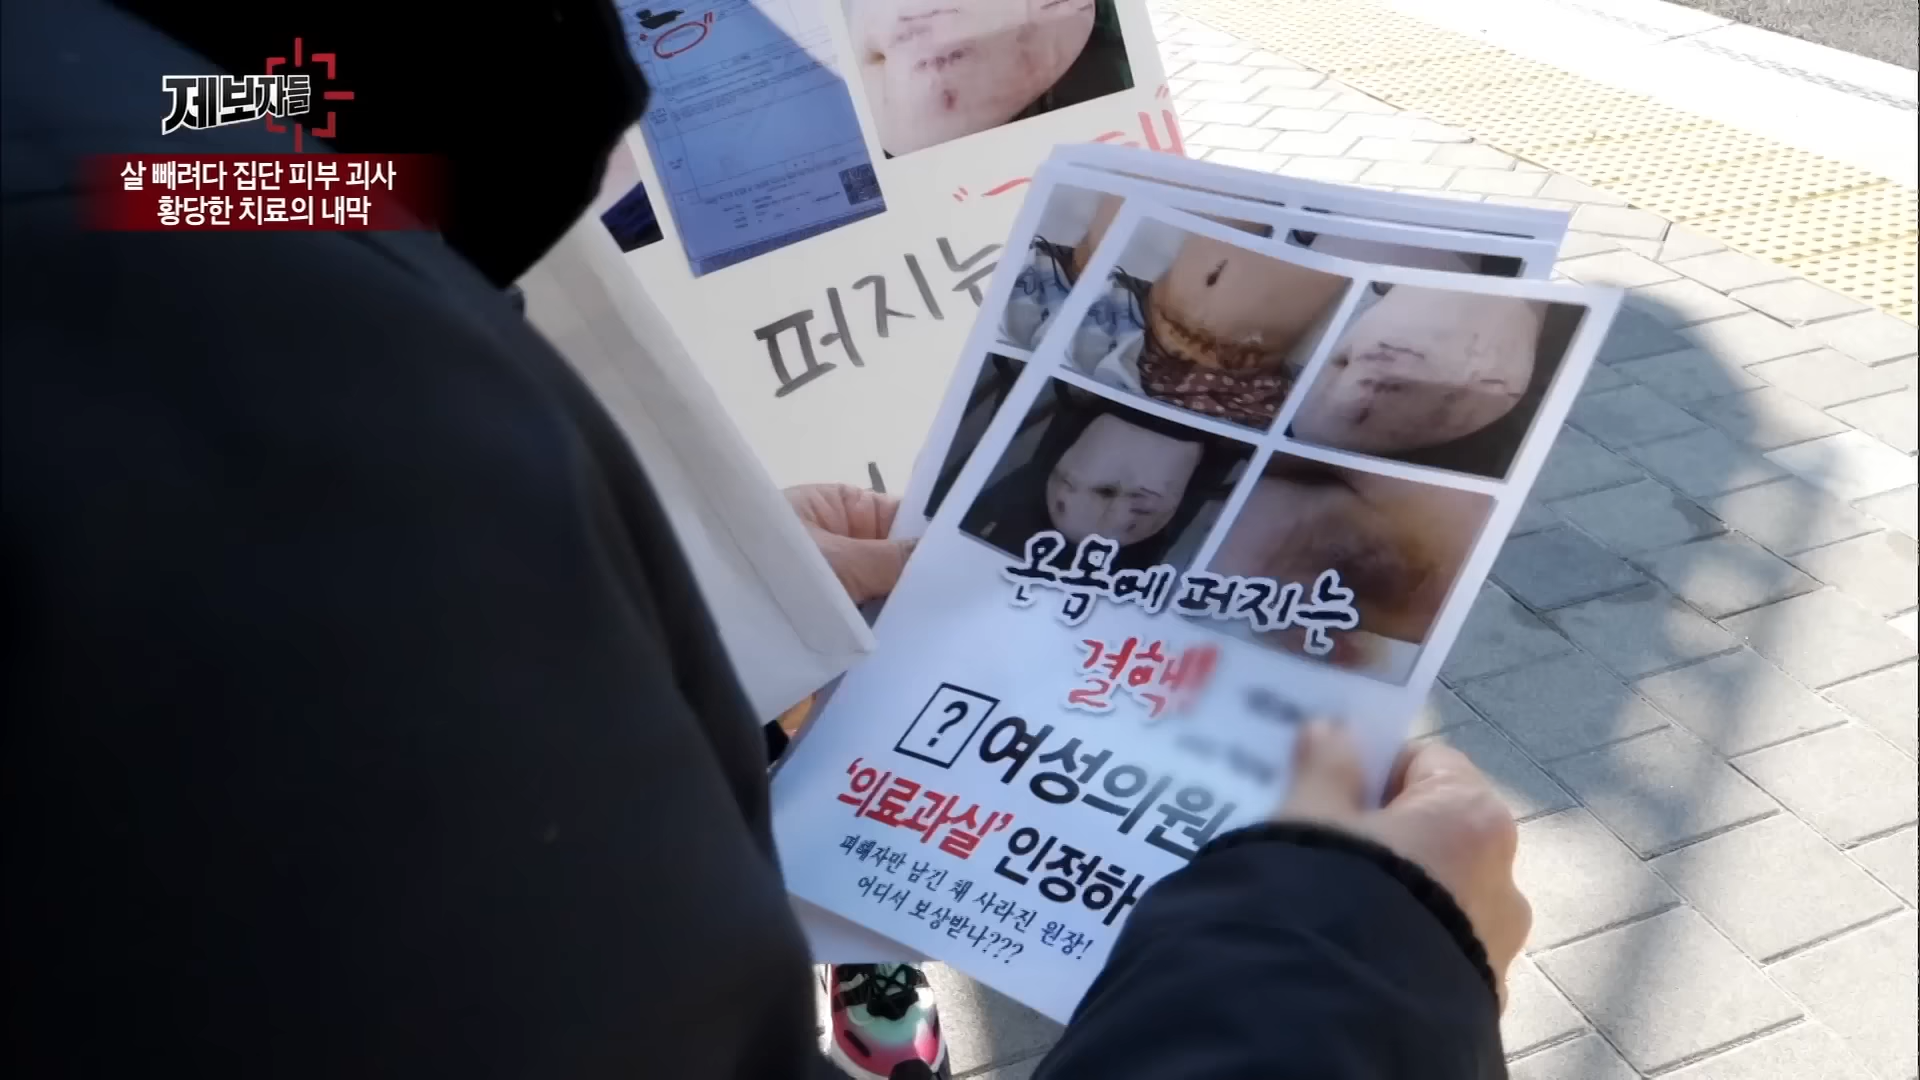 제보자들
살 빼려다 집단 피부 괴사
황당한 치료의 내막
퍼지는
온몸에 퍼지는
결핵!!
? 여성의원
'의료과실' 인정하
피해자만 남긴 채 사라진 원장!
어디서 보상받나???